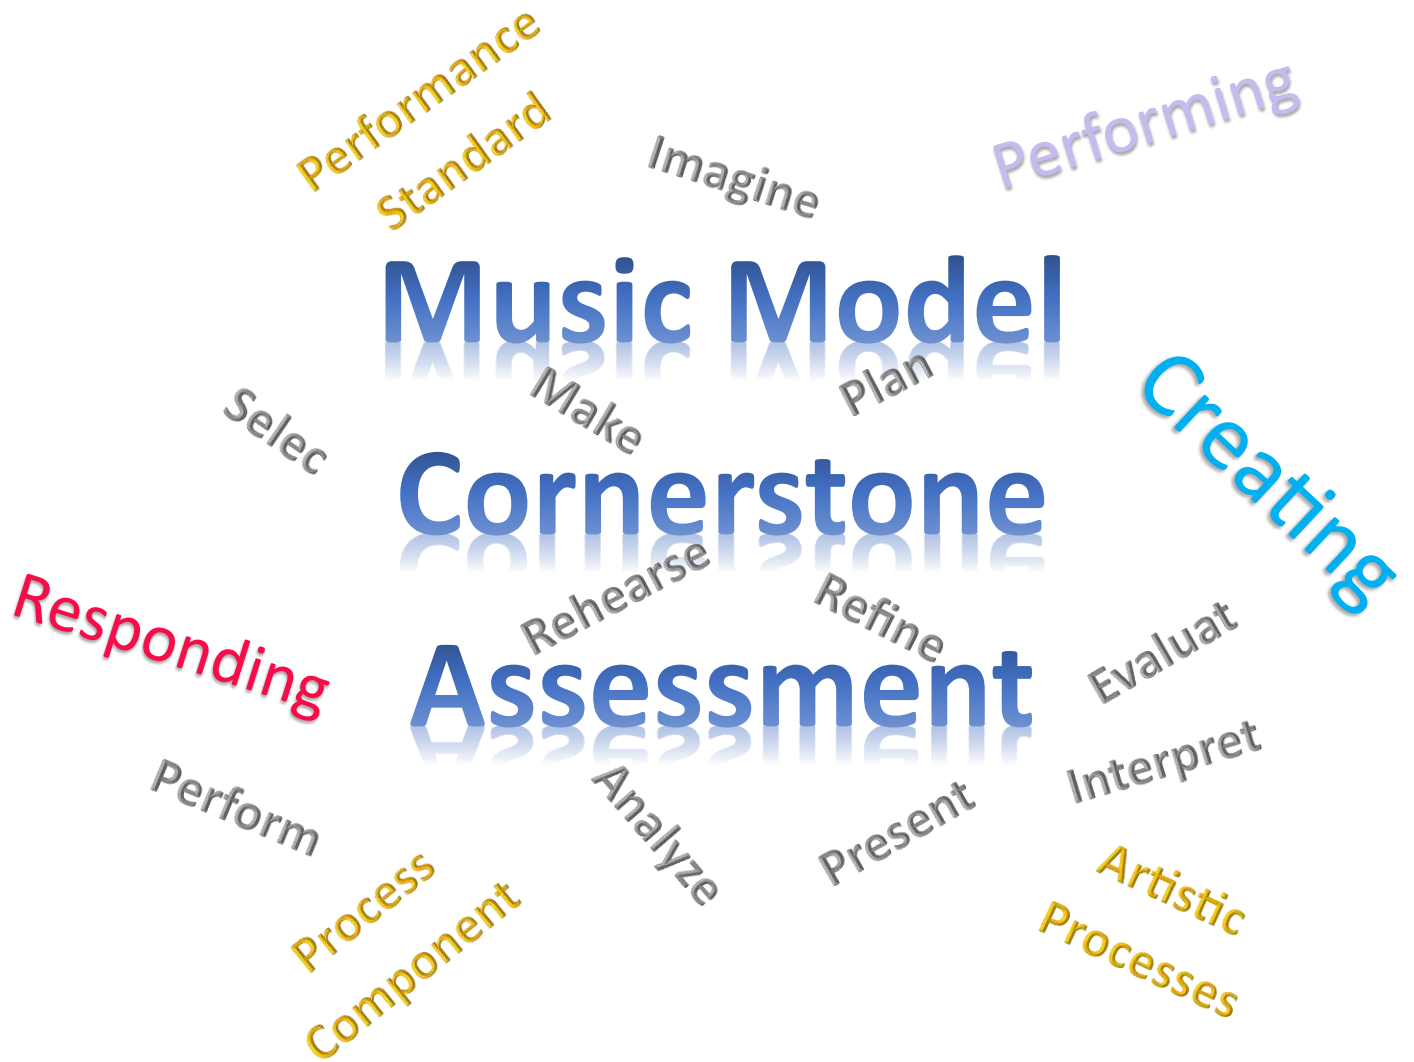 Performance
Standard
Imagine
Performing
Music Model
Selec
Make
Plan
Creating
Cornerstone
Responding
Rehearse
Refine
Evaluat
Assessment
Interpret
Perform
Analyze
Present
Process
Component
Artistic
Processes